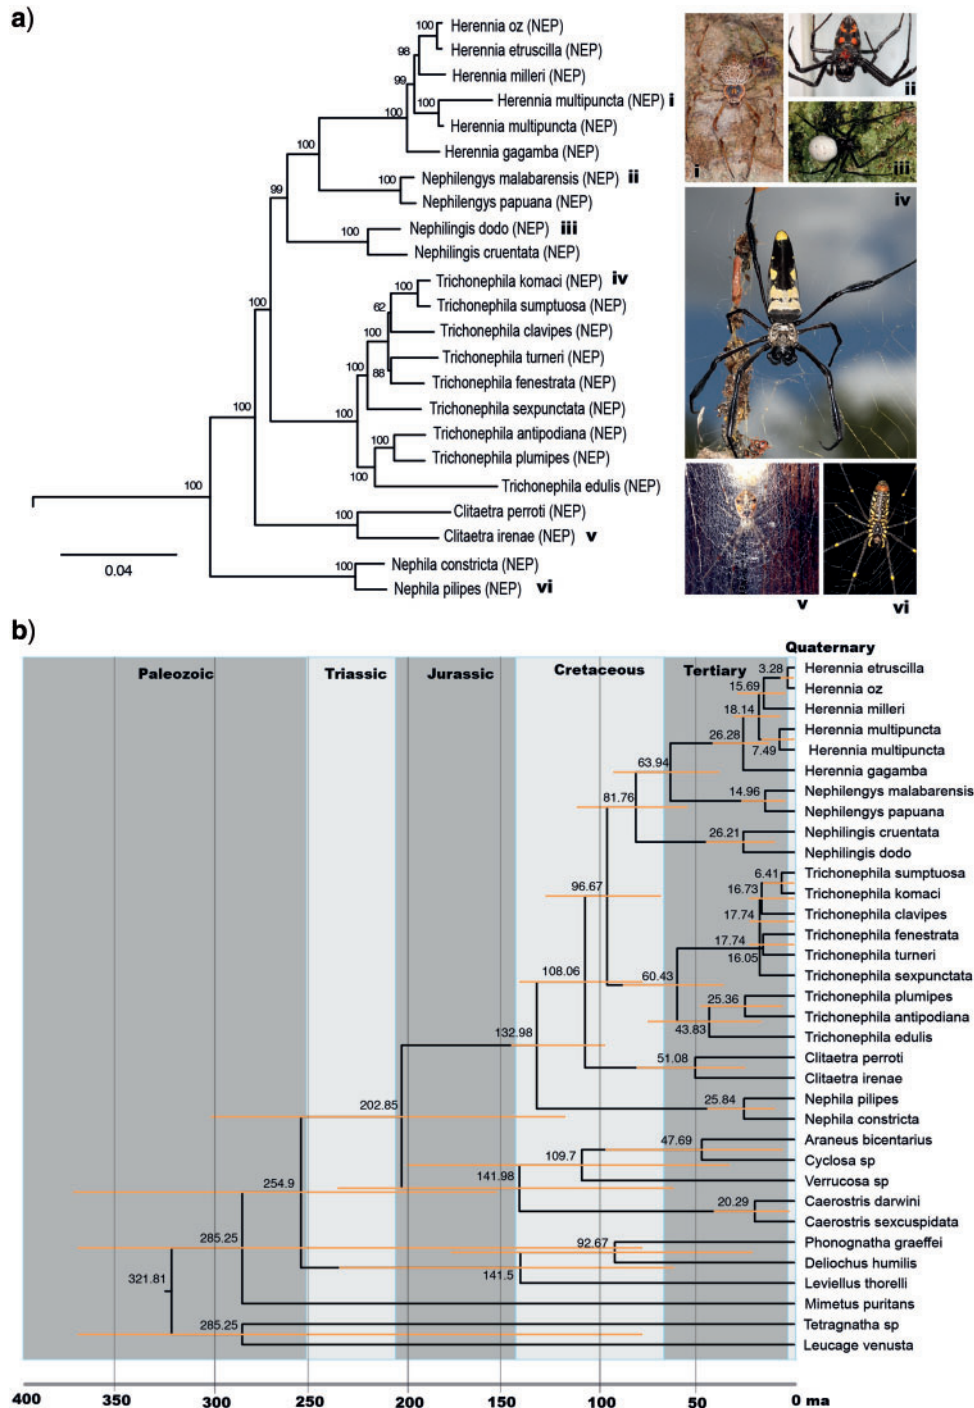 a)
Herennia oz (NEP)
Herennia etruscilla (NEP)
Herennia milleri (NEP)
Herennia multipuncta (NEP) i
Herennia multipuncta (NEP)
Herennia gagamba (NEP)
Nephilengys malabarensis (NEP) ii
Nephilengys papuana (NEP)
Nephilingis dodo (NEP) iii
Nephilingis cruentata (NEP)
Trichonephila komaci (NEP) iv
Trichonephila sumptuosa (NEP)
Trichonephila clavipes (NEP)
Trichonephila turneri (NEP)
Trichonephila fenestrata (NEP)
Trichonephila sexpunctata (NEP)
Trichonephila antipodiana (NEP)
Trichonephila plumipes (NEP)
Trichonephila edulis (NEP)
Clitaetra perroti (NEP)
Clitaetra irenae (NEP) v
Nephila constricta (NEP)
Nephila pilipes (NEP) vi
100
98
99
100
100
100
100
99
100
100
62
100
88
100
100
100
100
100
100
100
100
100
0.04
i
ii
iii
iv
v
vi
b)
Paleozoic
Triassic
Jurassic
Cretaceous
Tertiary
Quaternary
Herennia etruscilla
Herennia oz
Herennia milleri
Herennia multipuncta
Herennia multipuncta
Herennia gagamba
Nephilengys malabarensis
Nephilengys papuana
Nephilingis cruentata
Nephilingis dodo
Trichonephila sumptuosa
Trichonephila komaci
Trichonephila clavipes
Trichonephila fenestrata
Trichonephila turneri
Trichonephila sexpunctata
Trichonephila plumipes
Trichonephila antipodiana
Trichonephila edulis
Clitaetra perroti
Clitaetra irenae
Nephila pilipes
Nephila constricta
Araneus bicentarius
Cyclosa sp
Verrucosa sp
Caerostris darwini
Caerostris sexcuspidata
Phonognatha graeffei
Deliochus humilis
Leviellus thorelli
Mimetus puritans
Tetragnatha sp
Leucage venusta
3.28
15.69
18.14
26.28
7.49
63.94
14.96
81.76
26.21
6.41
16.73
96.67
17.74
17.74
16.05
108.06
60.43
25.36
43.83
132.98
51.08
25.84
202.85
47.69
109.7
141.98
254.9
20.29
285.25
92.67
141.5
321.81
285.25
400
350
300
250
200
150
100
50
0 ma